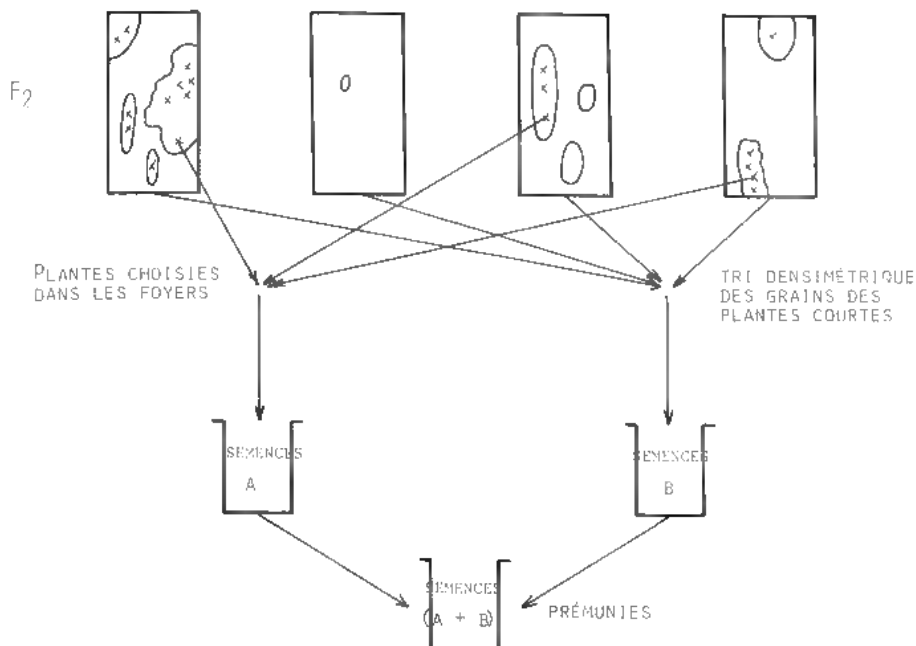 F2
PLANTES CHOISIES
DANS LES FOYERS
TRI DENSIMÉTRIQUE
DES GRAINS DES
PLANTES COURTES
SEMENCES
A
SEMENCES
B
SEMENCES
(A + B)
PRÉMUNIES